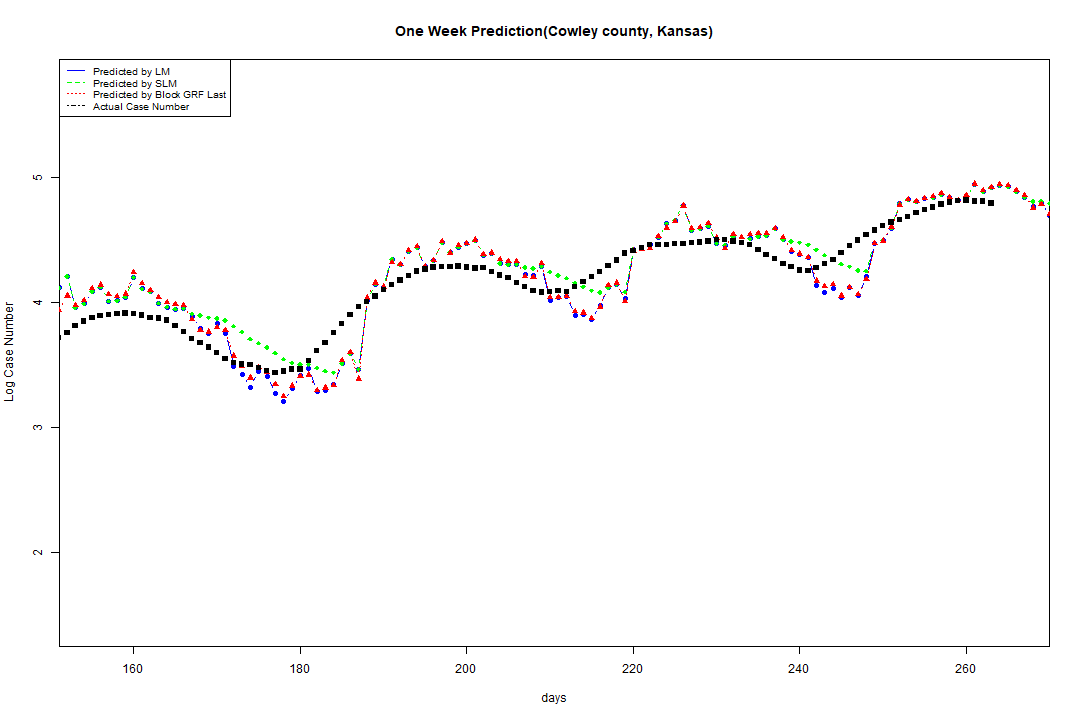 One Week Prediction(Cowley county, Kansas)
Predicted by LM
Predicted by SLM
Predicted by Block GRF Last
Actual Case Number
5
4
3
2
Log Case Number
160 180 200 220 240 260
days